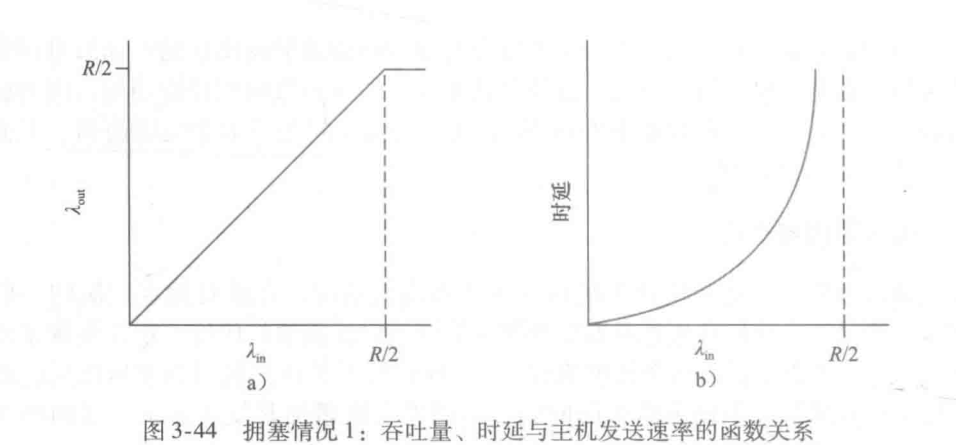 R/2
λout
λin
R/2
a）
时延
λin
R/2
b）
图 3-44 拥塞情况 1：吞吐量、时延与主机发送速率的函数关系